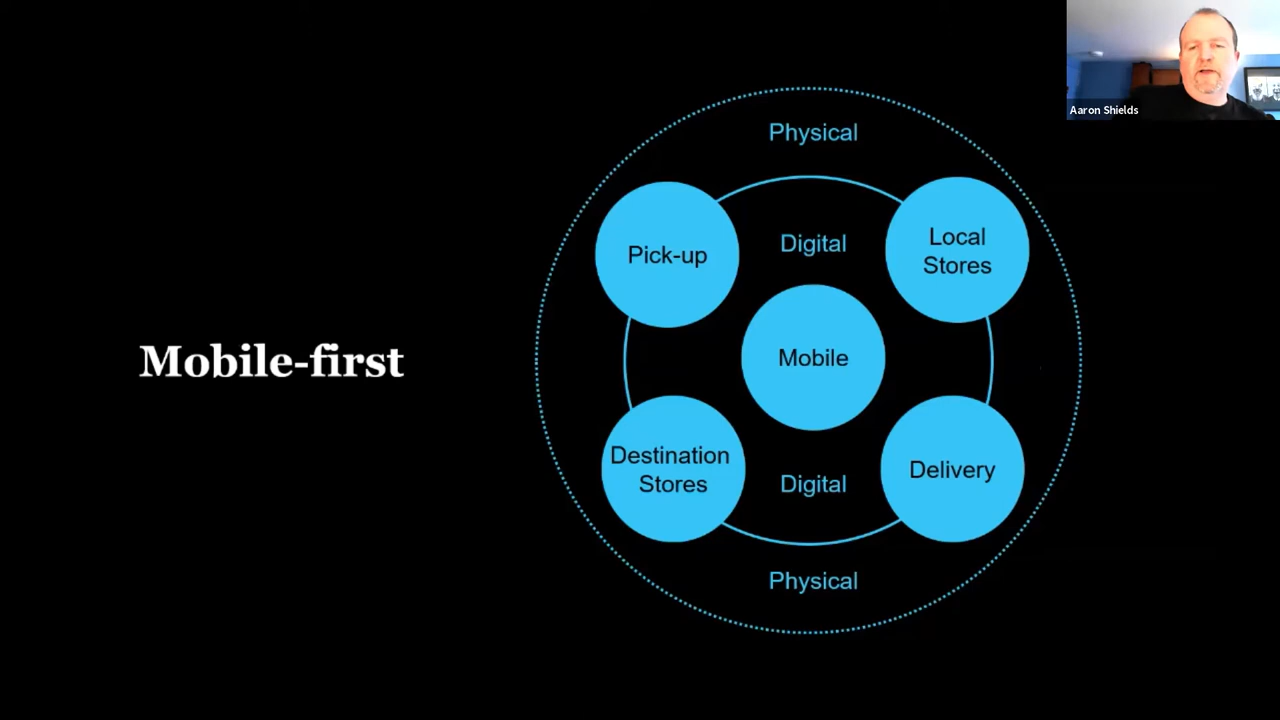 Aaron Shields
Mobile-first
Physical
Pick-up
Digital
Local
Stores
Mobile
Destination
Stores
Digital
Delivery
Physical